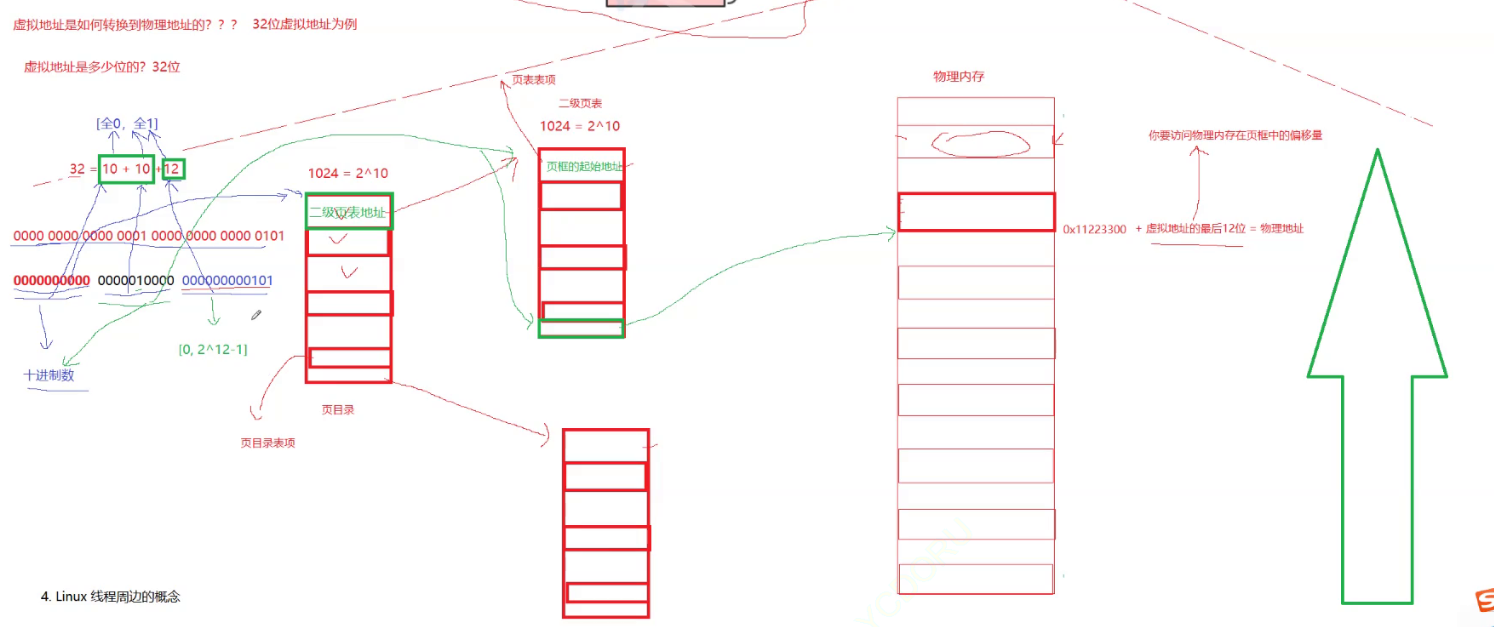 虚拟地址是如何转换到物理地址的？？？ 32位虚拟地址为例
虚拟地址是多少位的？32位
[全0，全1]
32 = 10 + 10 + 12
0000 0000 0000 0001 0000 0000 0000 0101
0000000000 0000010000 000000000101
[0, 2^12-1]
十进制数
1024 = 2^10
二级页表地址
页目录
页目录表项
页表表项
二级页表
1024 = 2^10
页框的起始地址
物理内存
你要访问物理内存在页框中的偏移量
0x11223300 + 虚拟地址的最后12位 = 物理地址
4. Linux 线程周边的概念